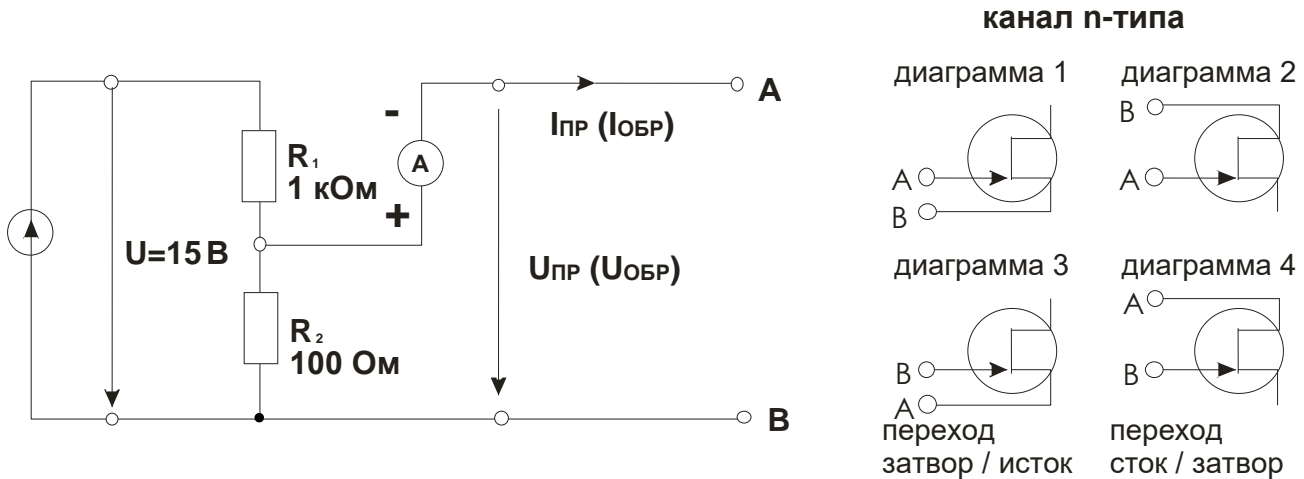 канал n-типа
диаграмма 1
диаграмма 2
A
B
-
IПР (IОБР)
R1
1 кОм
A
+
U=15 В
UПР (UОБР)
R2
100 Ом
B
A
B
B
A
диаграмма 3
диаграмма 4
B
A
A
B
переход
затвор / исток
переход
сток / затвор